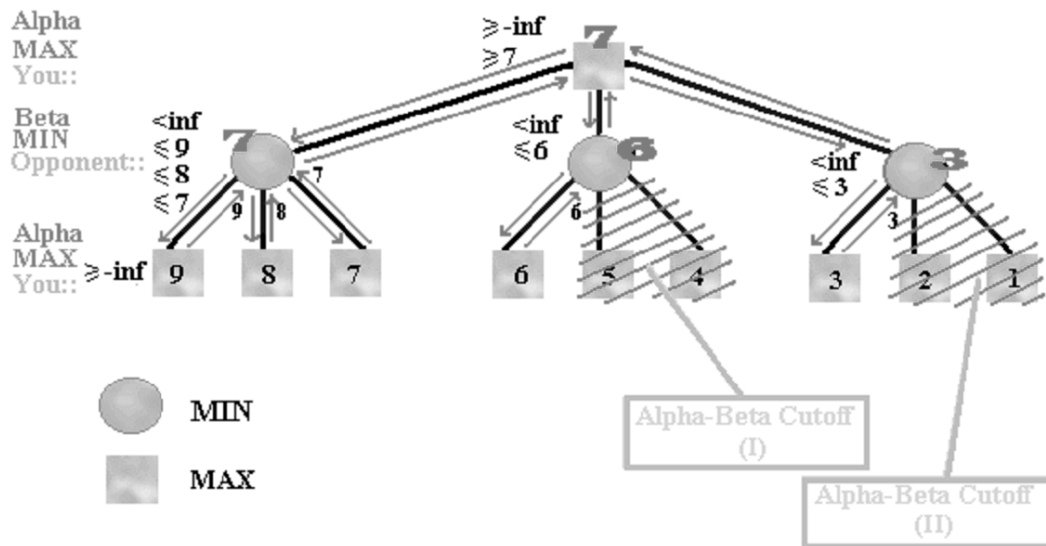 Alpha
MAX
You::
≥-inf
≥7
7
Beta
MIN
Opponent::
<inf
≤9
≤8
≤7
7
7
9
8
<inf
≤6
6
6
<inf
≤3
3
3
Alpha
MAX
You::
≥-inf
9
8
7
6
5
4
3
2
1
MIN
MAX
Alpha-Beta Cutoff
(I)
Alpha-Beta Cutoff
(II)